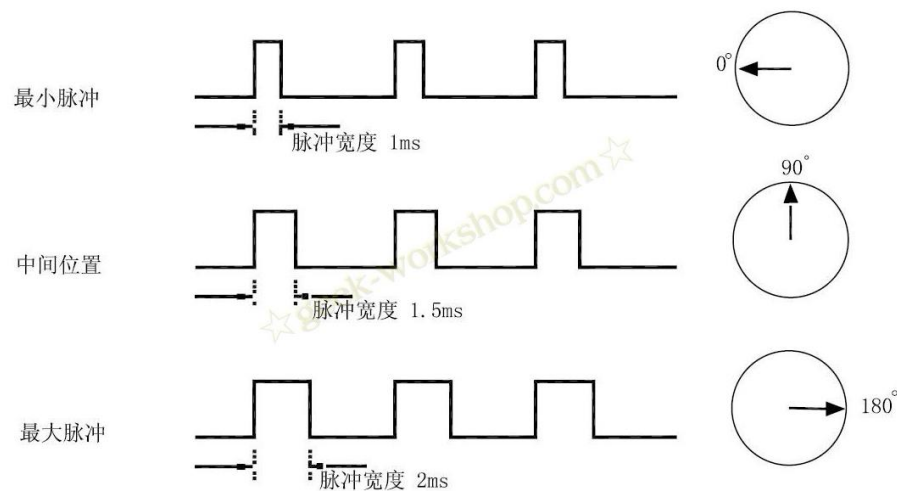 最小脉冲
0°
脉冲宽度 1ms
90°
中间位置
脉冲宽度 1.5ms
☆geek-workshop.com☆
最大脉冲
180°
脉冲宽度 2ms